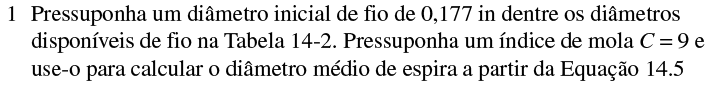 1 Pressuponha um diâmetro inicial de fio de 0,177 in dentre os diâmetros
disponíveis de fio na Tabela 14-2. Pressuponha um índice de mola C = 9 e
use-o para calcular o diâmetro médio de espira a partir da Equação 14.5